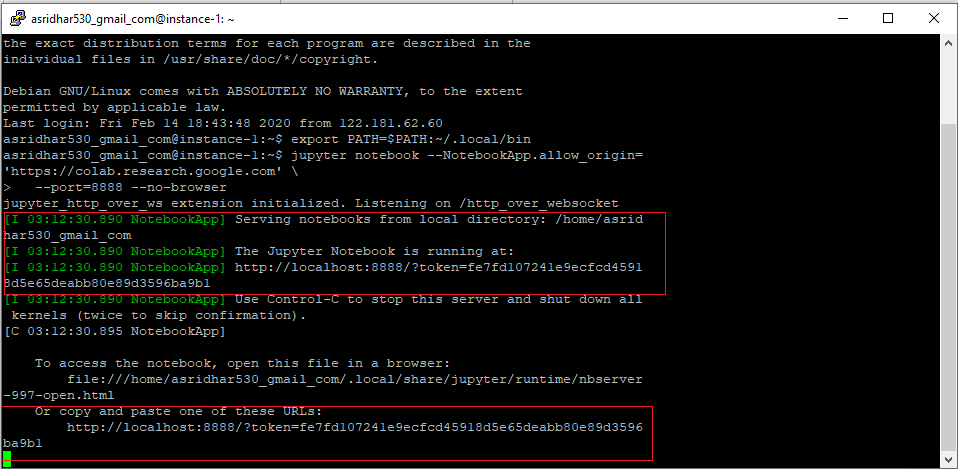 asridhar530_gmail_com@instance-1: ~
the exact distribution terms for each program are described in the
individual files in /usr/share/doc/*/copyright.
Debian GNU/Linux comes with ABSOLUTELY NO WARRANTY, to the extent
permitted by applicable law.
Last login: Fri Feb 14 18:43:48 2020 from 122.181.62.60
asridhar530_gmail_com@instance-1:~$ export PATH=$PATH:~/.local/bin
asridhar530_gmail_com@instance-1:~$ jupyter notebook --NotebookApp.allow_origin=
'https://colab.research.google.com' \
>   --port=8888 --no-browser
jupyter_http_over_ws extension initialized. Listening on /http_over_websocket
[I 03:12:30.890 NotebookApp] Serving notebooks from local directory: /home/asrid
har530_gmail_com
[I 03:12:30.890 NotebookApp] The Jupyter Notebook is running at:
[I 03:12:30.890 NotebookApp] http://localhost:8888/?token=fe7fd107241e9ecfcd4591
8d5e65deabb80e89d3596ba9b1
[I 03:12:30.890 NotebookApp] Use Control-C to stop this server and shut down all
 kernels (twice to skip confirmation).
[C 03:12:30.895 NotebookApp]
    To access the notebook, open this file in a browser:
        file:///home/asridhar530_gmail_com/.local/share/jupyter/runtime/nbserver
-997-open.html
    Or copy and paste one of these URLs:
        http://localhost:8888/?token=fe7fd107241e9ecfcd45918d5e65deabb80e89d3596
ba9b1